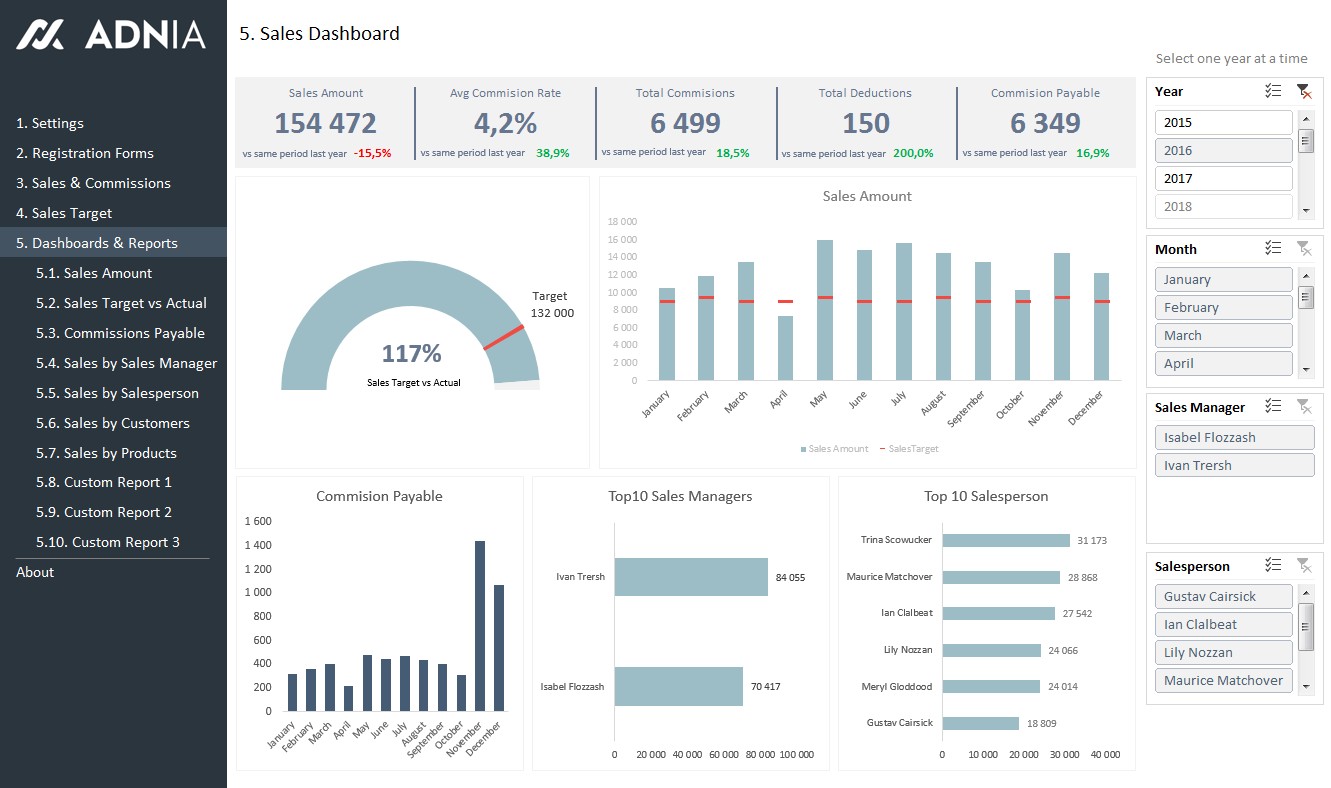 ADNIA
5. Sales Dashboard
Select one year at a time
1. Settings
2. Registration Forms
3. Sales & Commissions
4. Sales Target
5. Dashboards & Reports
5.1. Sales Amount
5.2. Sales Target vs Actual
5.3. Commissions Payable
5.4. Sales by Sales Manager
5.5. Sales by Salesperson
5.6. Sales by Customers
5.7. Sales by Products
5.8. Custom Report 1
5.9. Custom Report 2
5.10. Custom Report 3
About
Sales Amount
154 472
vs same period last year -15,5%
Avg Commision Rate
4,2%
vs same period last year 38,9%
Total Commisions
6 499
vs same period last year 18,5%
Total Deductions
150
vs same period last year 200,0%
Commision Payable
6 349
vs same period last year 16,9%
Target
132 000
117%
Sales Target vs Actual
Sales Amount
18 000
16 000
14 000
12 000
10 000
8 000
6 000
4 000
2 000
0
January
February
March
April
May
June
July
August
September
October
November
December
Sales Amount
SalesTarget
Commision Payable
1 600
1 400
1 200
1 000
800
600
400
200
0
January
February
March
April
May
June
July
August
September
October
November
December
Top10 Sales Managers
Ivan Trersh 84 055
Isabel Flozzash 70 417
0 20 000 40 000 60 000 80 000 100 000
Top 10 Salesperson
Trina Scowucker 31 173
Maurice Matchover 28 868
Ian Clalbeat 27 542
Lily Nozzan 24 066
Meryl Gloddood 24 014
Gustav Cairsick 18 809
0 10 000 20 000 30 000 40 000
Year
2015
2016
2017
2018
Month
January
February
March
April
Sales Manager
Isabel Flozzash
Ivan Trersh
Salesperson
Gustav Cairsick
Ian Clalbeat
Lily Nozzan
Maurice Matchover